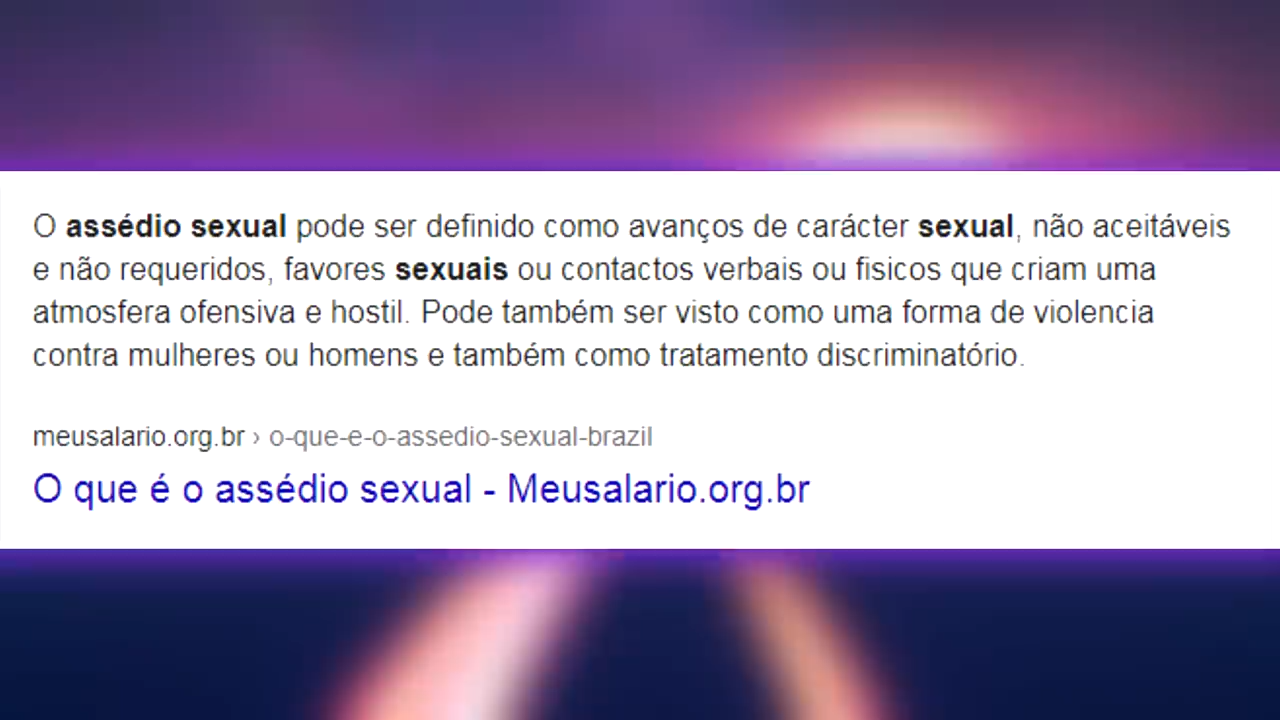 O assédio sexual pode ser definido como avanços de carácter sexual, não aceitáveis
e não requeridos, favores sexuais ou contactos verbais ou fisicos que criam uma
atmosfera ofensiva e hostil. Pode também ser visto como uma forma de violencia
contra mulheres ou homens e também como tratamento discriminatório.
meusalario.org.br › o-que-e-o-assedio-sexual-brazil
O que é o assédio sexual - Meusalario.org.br